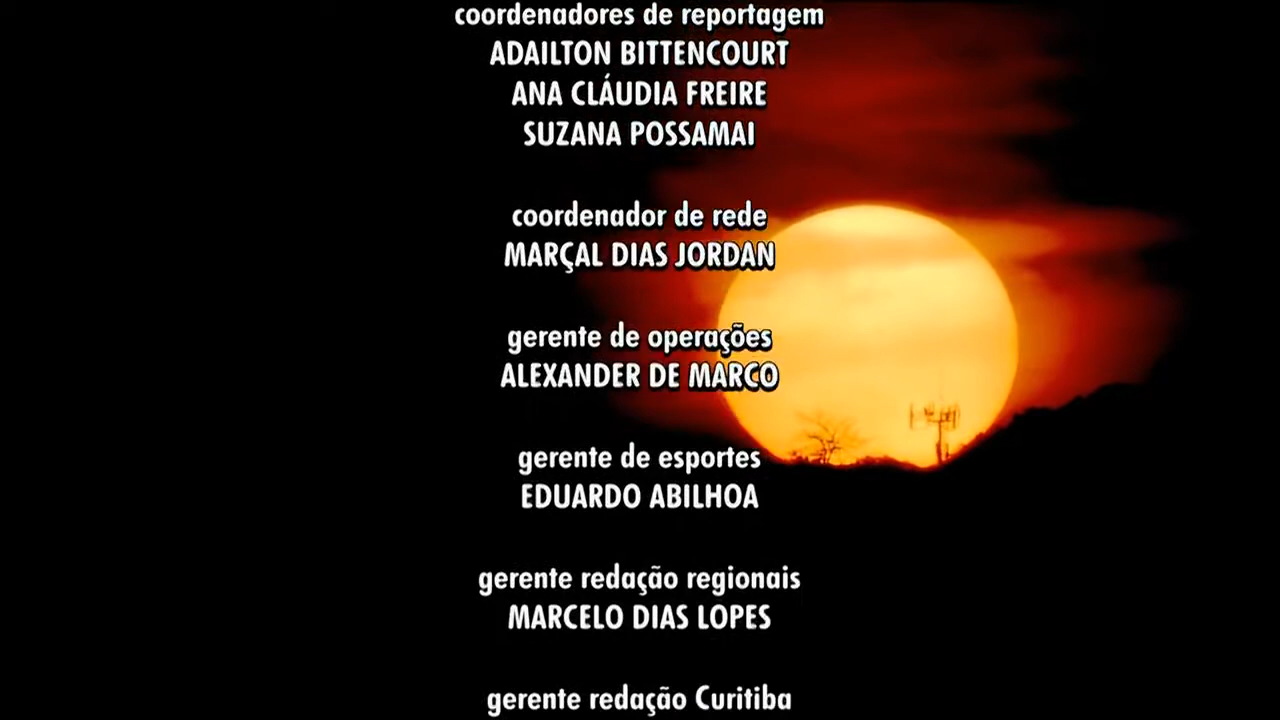 coordenadores de reportagem
ADAILTON BITTENCOURT
ANA CLÁUDIA FREIRE
SUZANA POSSAMAI
coordenador de rede
MARÇAL DIAS JORDAN
gerente de operações
ALEXANDER DE MARCO
gerente de esportes
EDUARDO ABILHOA
gerente redação regionais
MARCELO DIAS LOPES
gerente redação Curitiba